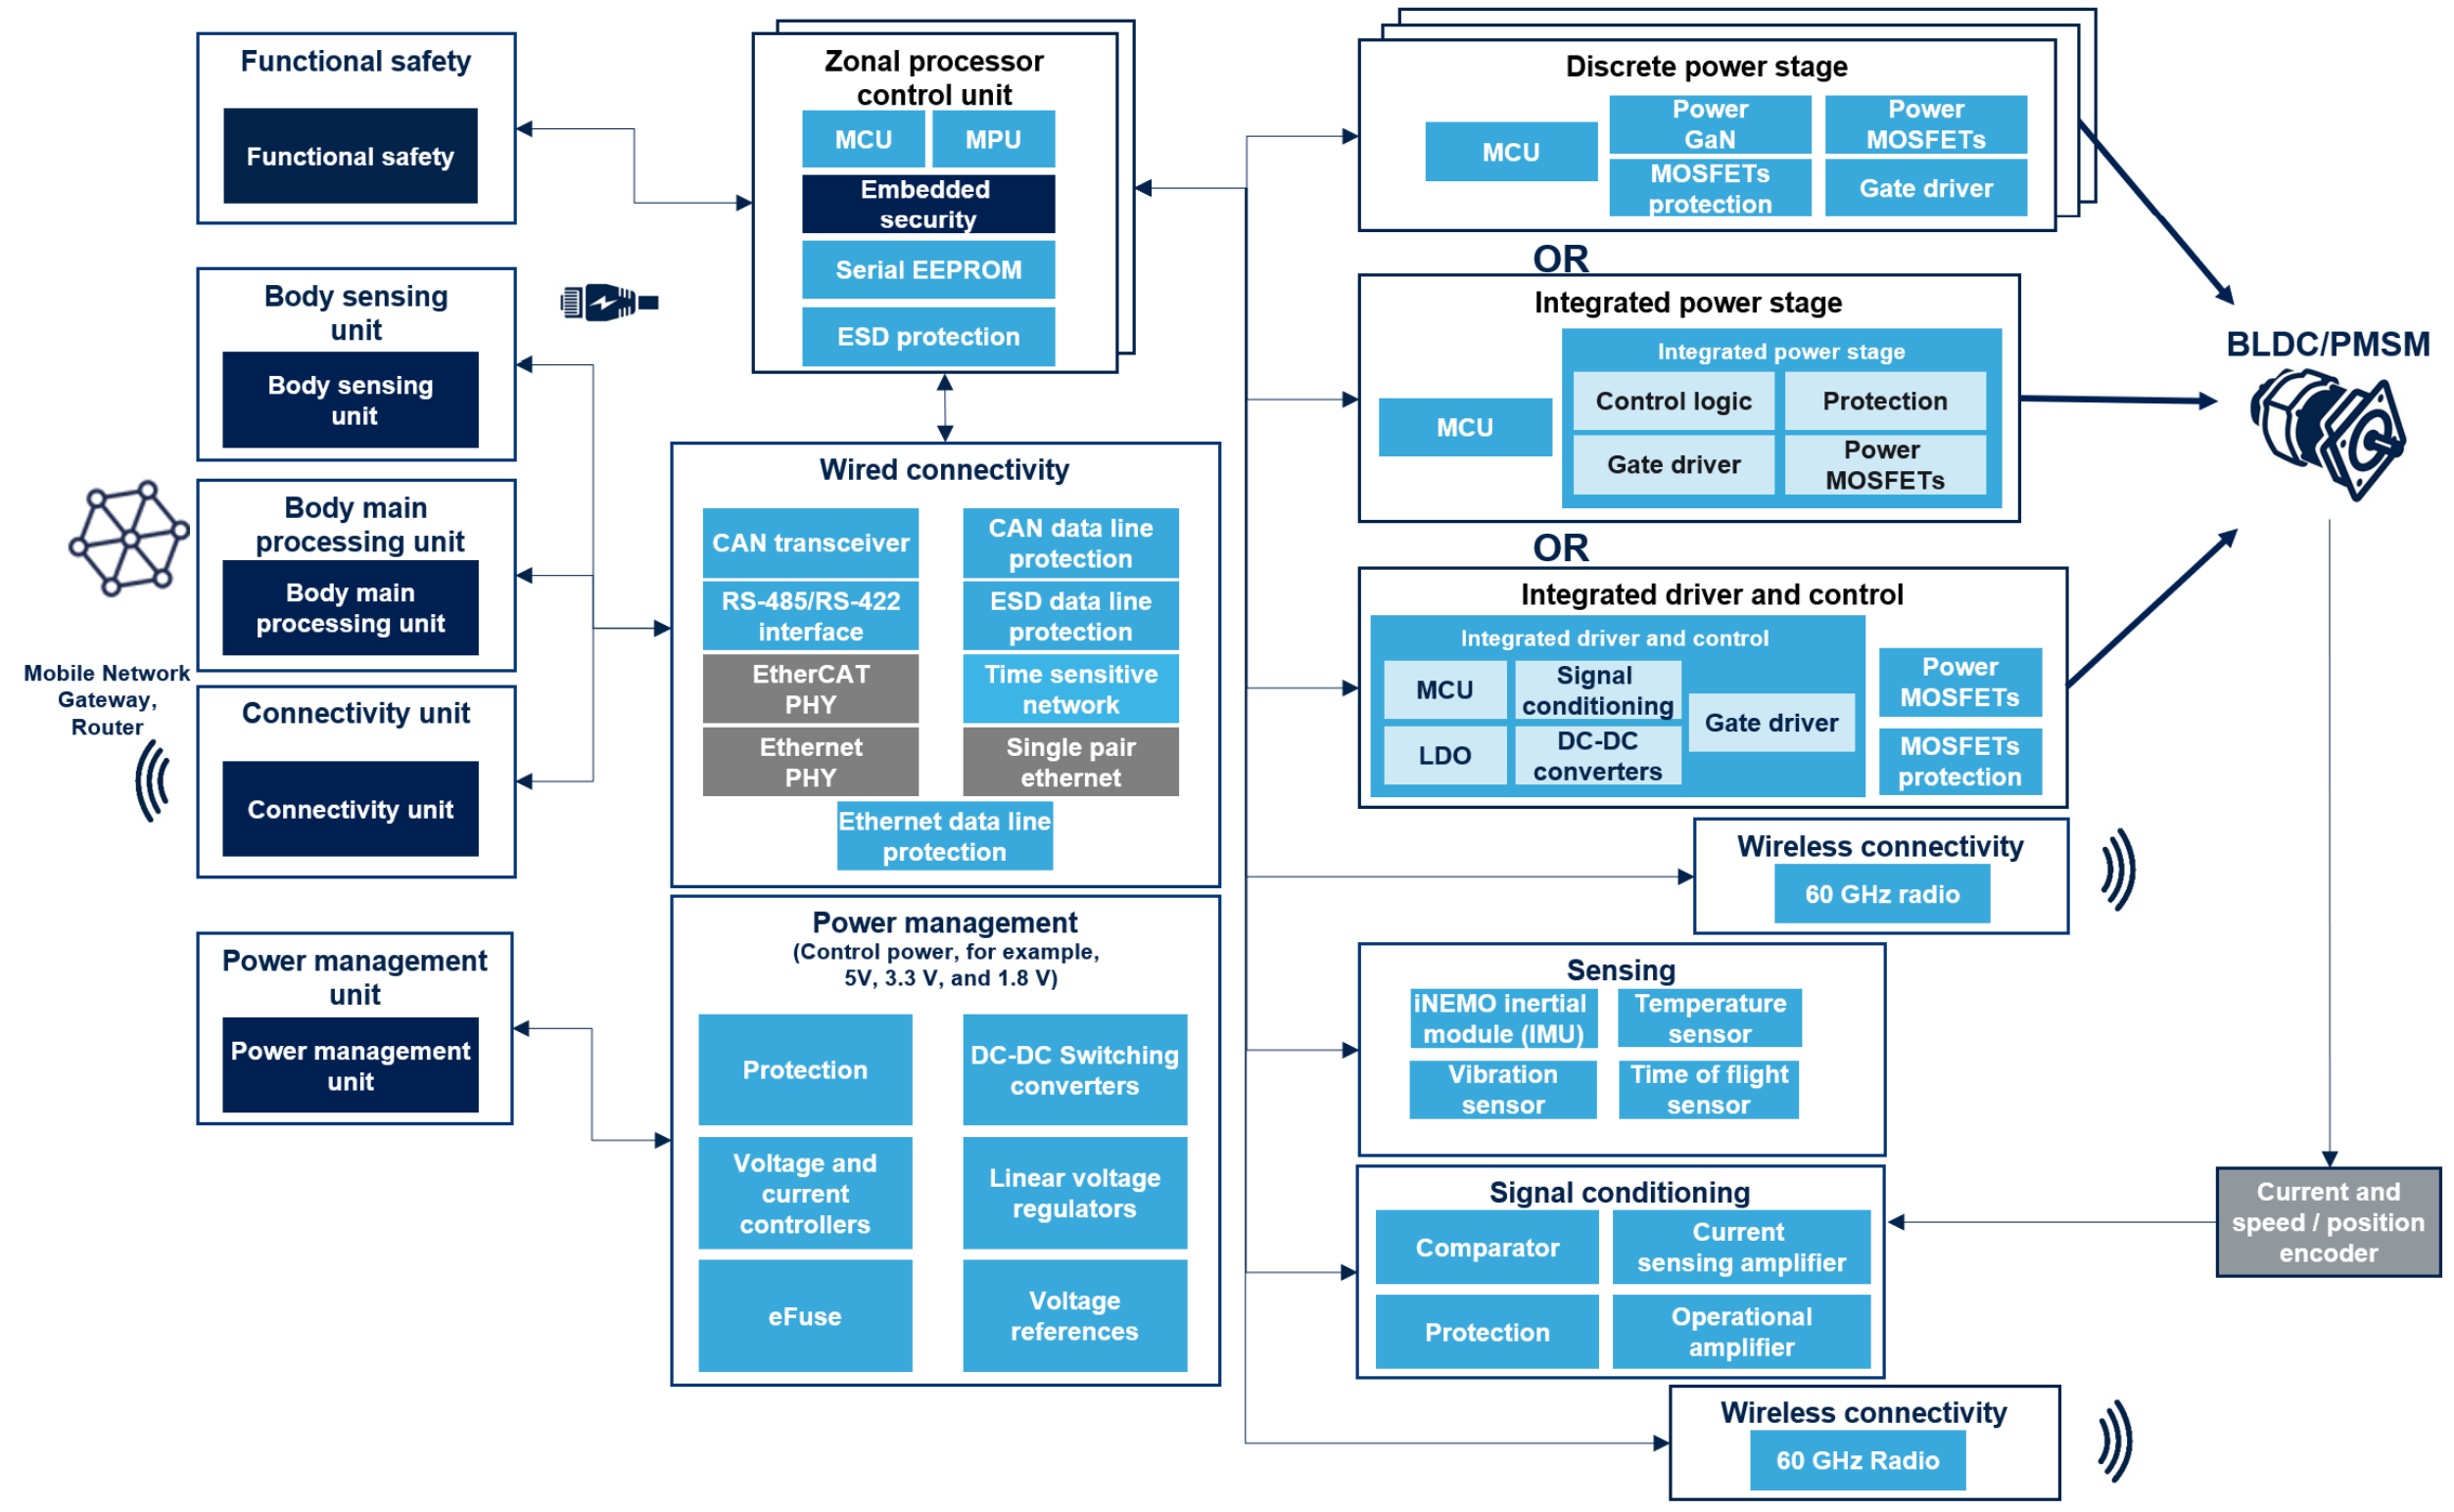 Functional safety
Functional safety
Body sensing
unit
Body sensing
unit
Body main
processing unit
Body main
processing unit
Mobile Network
Gateway,
Router
Connectivity unit
Connectivity unit
Power management
unit
Power management
unit
Zonal processor
control unit
MCU
MPU
Embedded
security
Serial EEPROM
ESD protection
Wired connectivity
CAN transceiver
CAN data line
protection
RS-485/RS-422
interface
ESD data line
protection
EtherCAT
PHY
Time sensitive
network
Ethernet
PHY
Single pair
ethernet
Ethernet data line
protection
Power management
(Control power, for example,
5V, 3.3 V, and 1.8 V)
Protection
DC-DC Switching
converters
Voltage and
current
controllers
Linear voltage
regulators
eFuse
Voltage
references
Discrete power stage
MCU
Power
GaN
Power
MOSFETs
MOSFETs
protection
Gate driver
OR
Integrated power stage
MCU
Integrated power stage
Control logic
Protection
Gate driver
Power
MOSFETs
OR
Integrated driver and control
Integrated driver and control
MCU
Signal
conditioning
Gate driver
LDO
DC-DC
converters
Power
MOSFETs
MOSFETs
protection
Wireless connectivity
60 GHz radio
Sensing
iNEMO inertial
module (IMU)
Temperature
sensor
Vibration
sensor
Time of flight
sensor
Signal conditioning
Comparator
Current
sensing amplifier
Protection
Operational
amplifier
Wireless connectivity
60 GHz Radio
BLDC/PMSM
Current and
speed / position
encoder